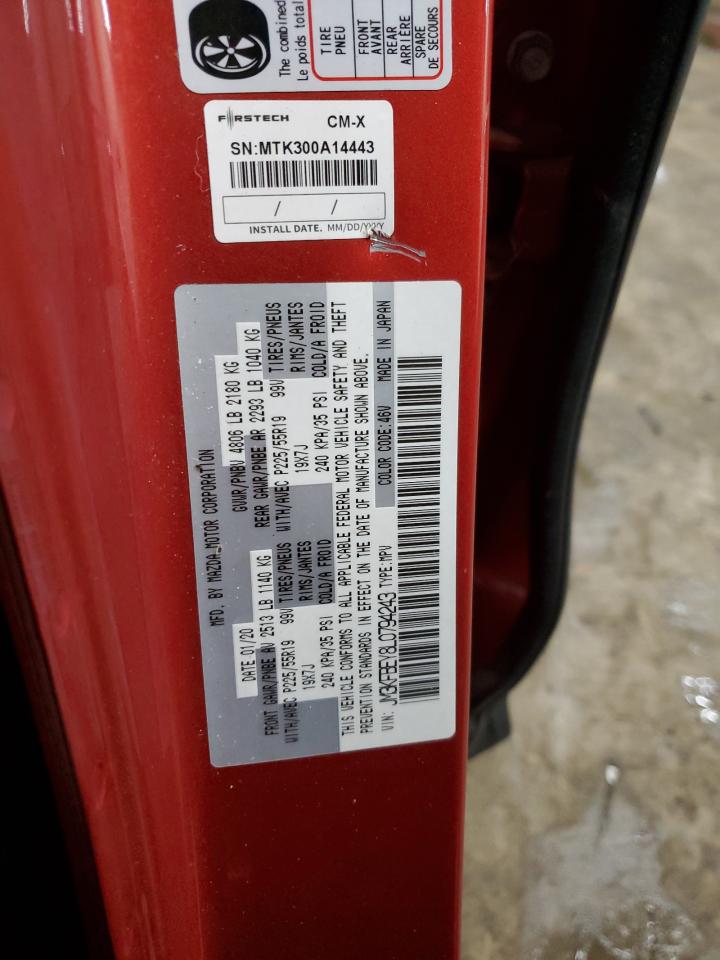 The combined
Le poids total
TIRE
PNEU
FRONT
AVANT
REAR
ARRIÈRE
SPARE
DE SECOURS
FIRSTECH CM-X
SN:MTK300A14443
/ /
INSTALL DATE. MM/DD/YYY
MFD. BY MAZDA MOTOR CORPORATION
DATE 01/20 GVWR/PNBV 4806 LB 2180 KG
FRONT GAWR/PNBE AV 2513 LB 1140 KG REAR GAWR/PNBE AR 2293 LB 1040 KG
WITH/AVEC P225/55R19 99V TIRES/PNEUS WITH/AVEC P225/55R19 99V TIRES/PNEUS
19X7J RIMS/JANTES 19X7J RIMS/JANTES
240 KPA/35 PSI COLD/A FROID 240 KPA/35 PSI COLD/A FROID
THIS VEHICLE CONFORMS TO ALL APPLICABLE FEDERAL MOTOR VEHICLE SAFETY AND THEFT
PREVENTION STANDARDS IN EFFECT ON THE DATE OF MANUFACTURE SHOWN ABOVE.
VIN: JM3KFBE18L0794243 TYPE:MPV COLOR CODE:46V MADE IN JAPAN